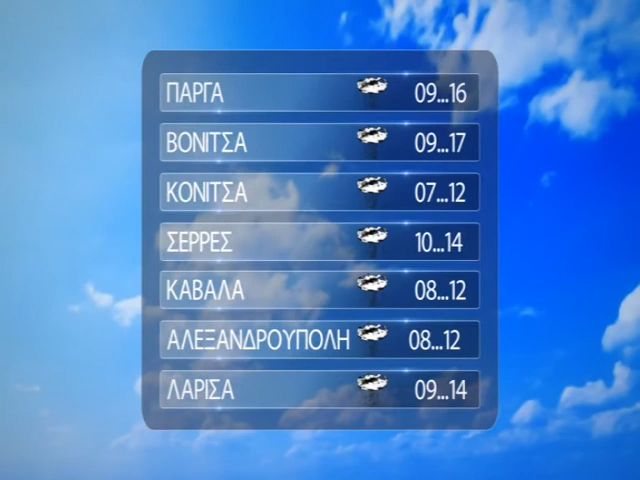 ΠΑΡΓΑ 09...16
ΒΟΝΙΤΣΑ 09...17
ΚΟΝΙΤΣΑ 07...12
ΣΕΡΡΕΣ 10...14
ΚΑΒΑΛΑ 08...12
ΑΛΕΞΑΝΔΡΟΥΠΟΛΗ 08...12
ΛΑΡΙΣΑ 09...14